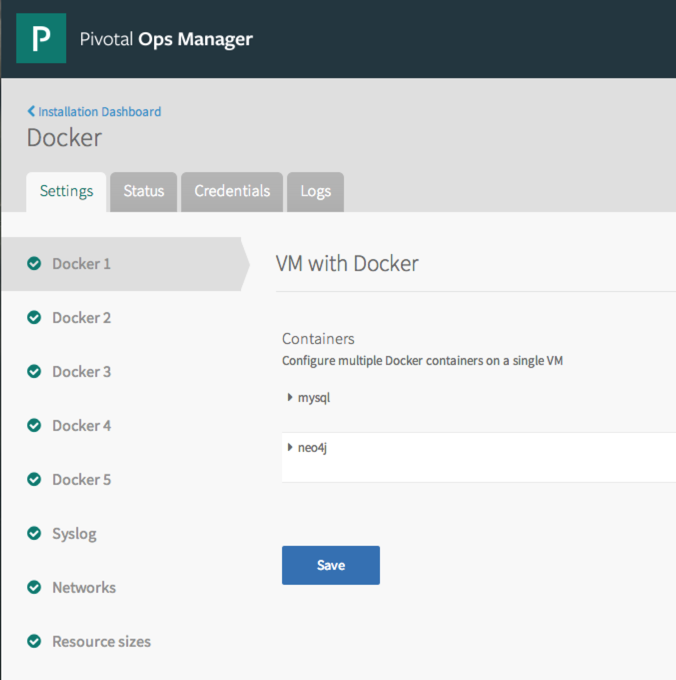 P Pivotal Ops Manager
Installation Dashboard
Docker
Settings Status Credentials Logs
Docker 1
Docker 2
Docker 3
Docker 4
Docker 5
Syslog
Networks
Resource sizes
VM with Docker
Containers
Configure multiple Docker containers on a single VM
mysql
neo4j
Save